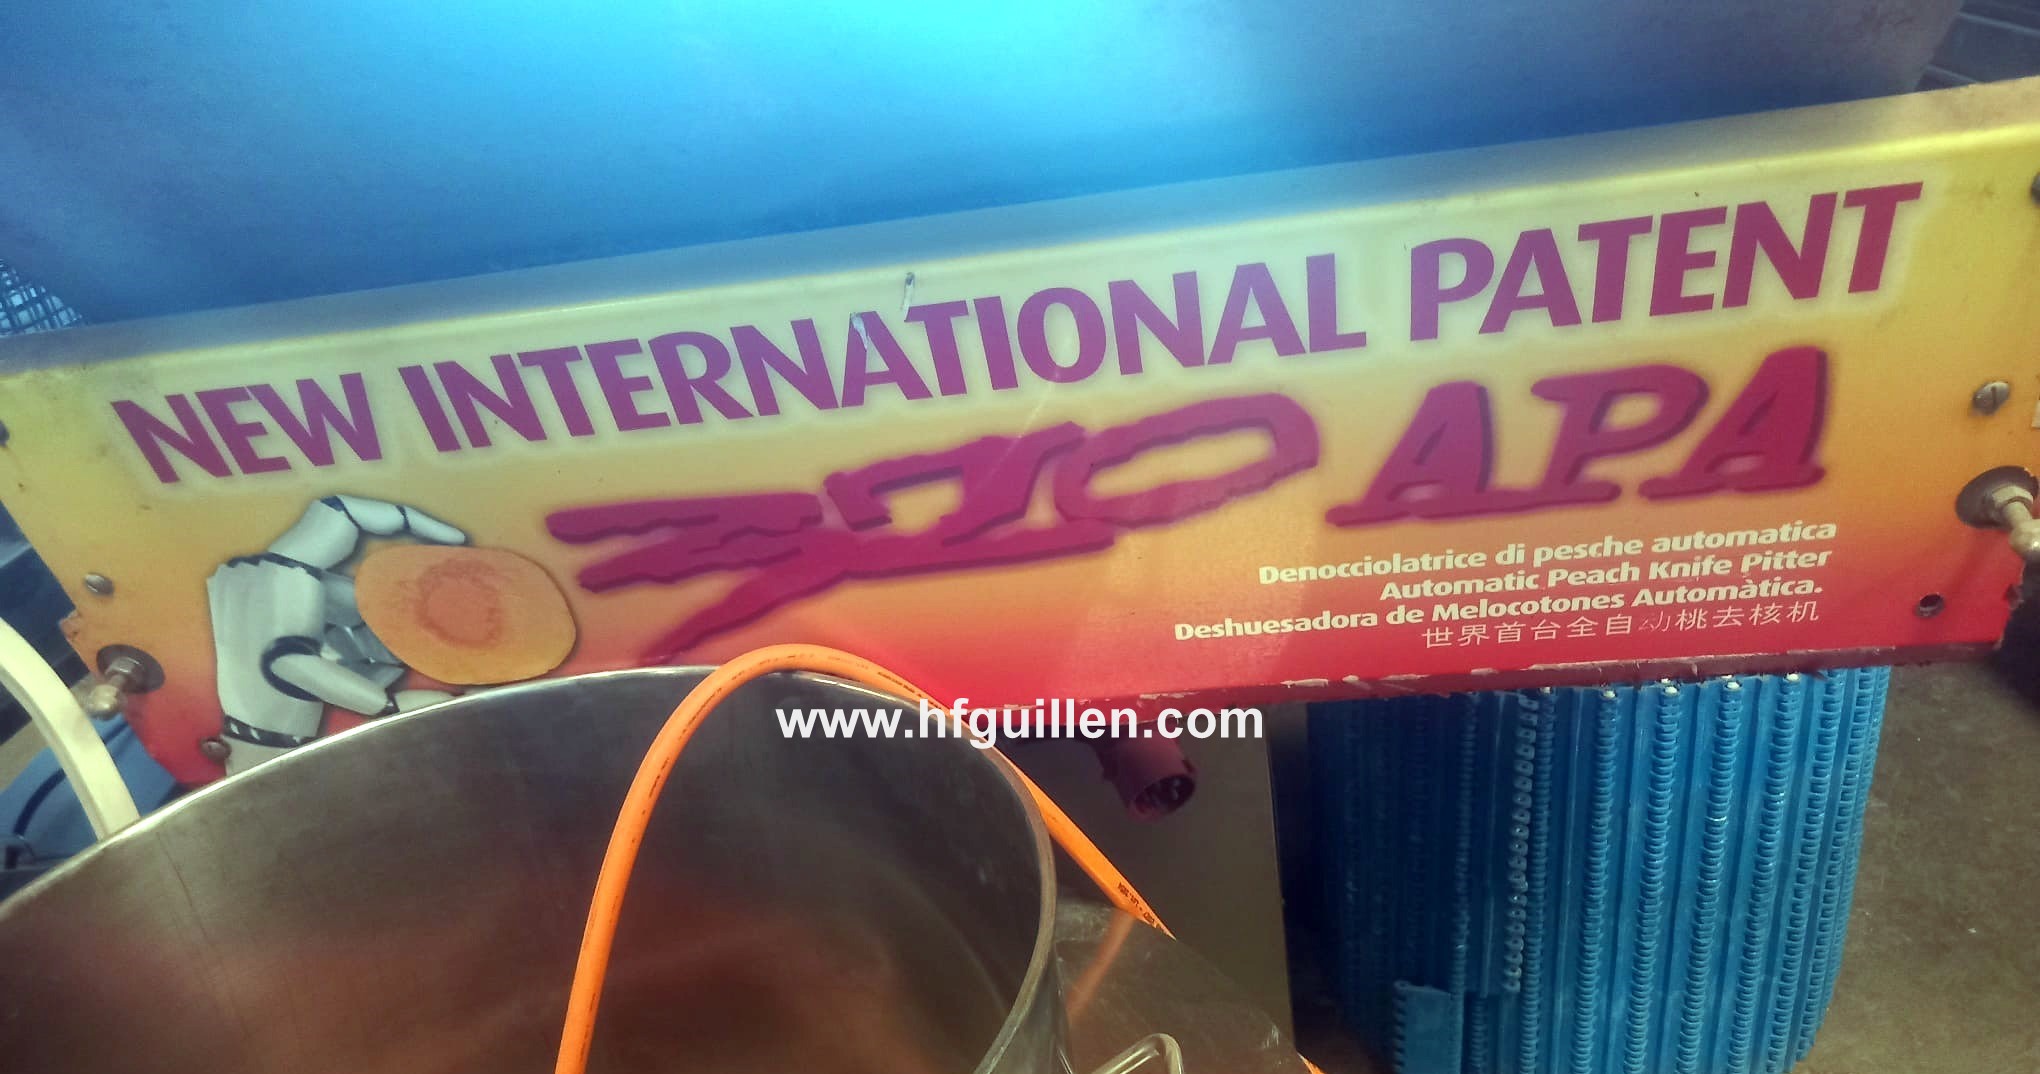 NEW INTERNATIONAL PATENT
370 APA
Denocciolatrice di pesche automatica
Automatic Peach Knife Pitter
Deshuesadora de Melocotones Automàtica.
世界首台全自动桃去核机
www.hfguillen.com